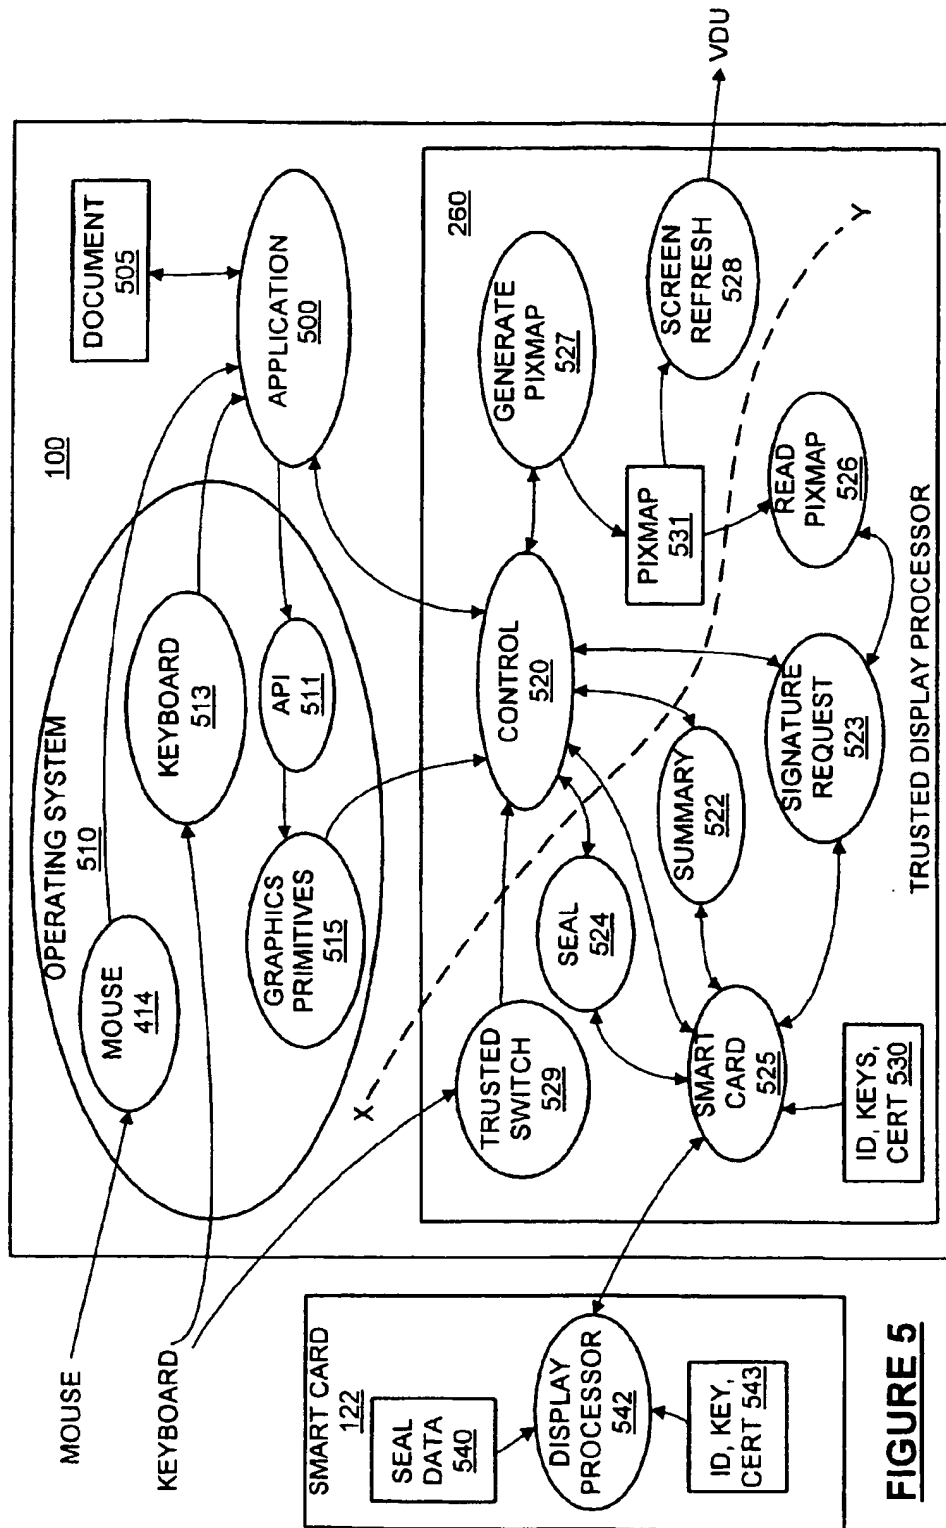 MOUSE
KEYBOARD
100
OPERATING SYSTEM
510
MOUSE
414
KEYBOARD
513
API
511
GRAPHICS
PRIMITIVES
515
DOCUMENT
505
APPLICATION
500
X
Y
260
TRUSTED
SWITCH
529
CONTROL
520
GENERATE
PIXMAP
527
PIXMAP
531
SCREEN
REFRESH
528
VDU
READ
PIXMAP
526
SEAL
524
SUMMARY
522
SIGNATURE
REQUEST
523
SMART
CARD
525
ID, KEYS,
CERT 530
TRUSTED DISPLAY PROCESSOR
SMART CARD
122
SEAL
DATA
540
DISPLAY
PROCESSOR
542
ID, KEY,
CERT 543
FIGURE 5